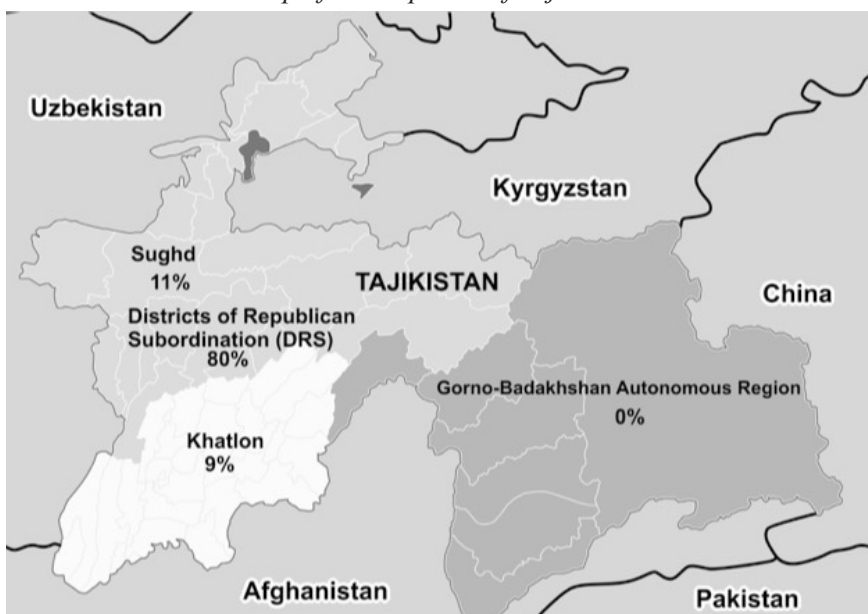 Uzbekistan
Kyrgyzstan
Sughd
11%
TAJIKISTAN
China
Districts of Republican
Subordination (DRS)
80%
Gorno-Badakhshan Autonomous Region
0%
Khatlon
9%
Afghanistan
Pakistan